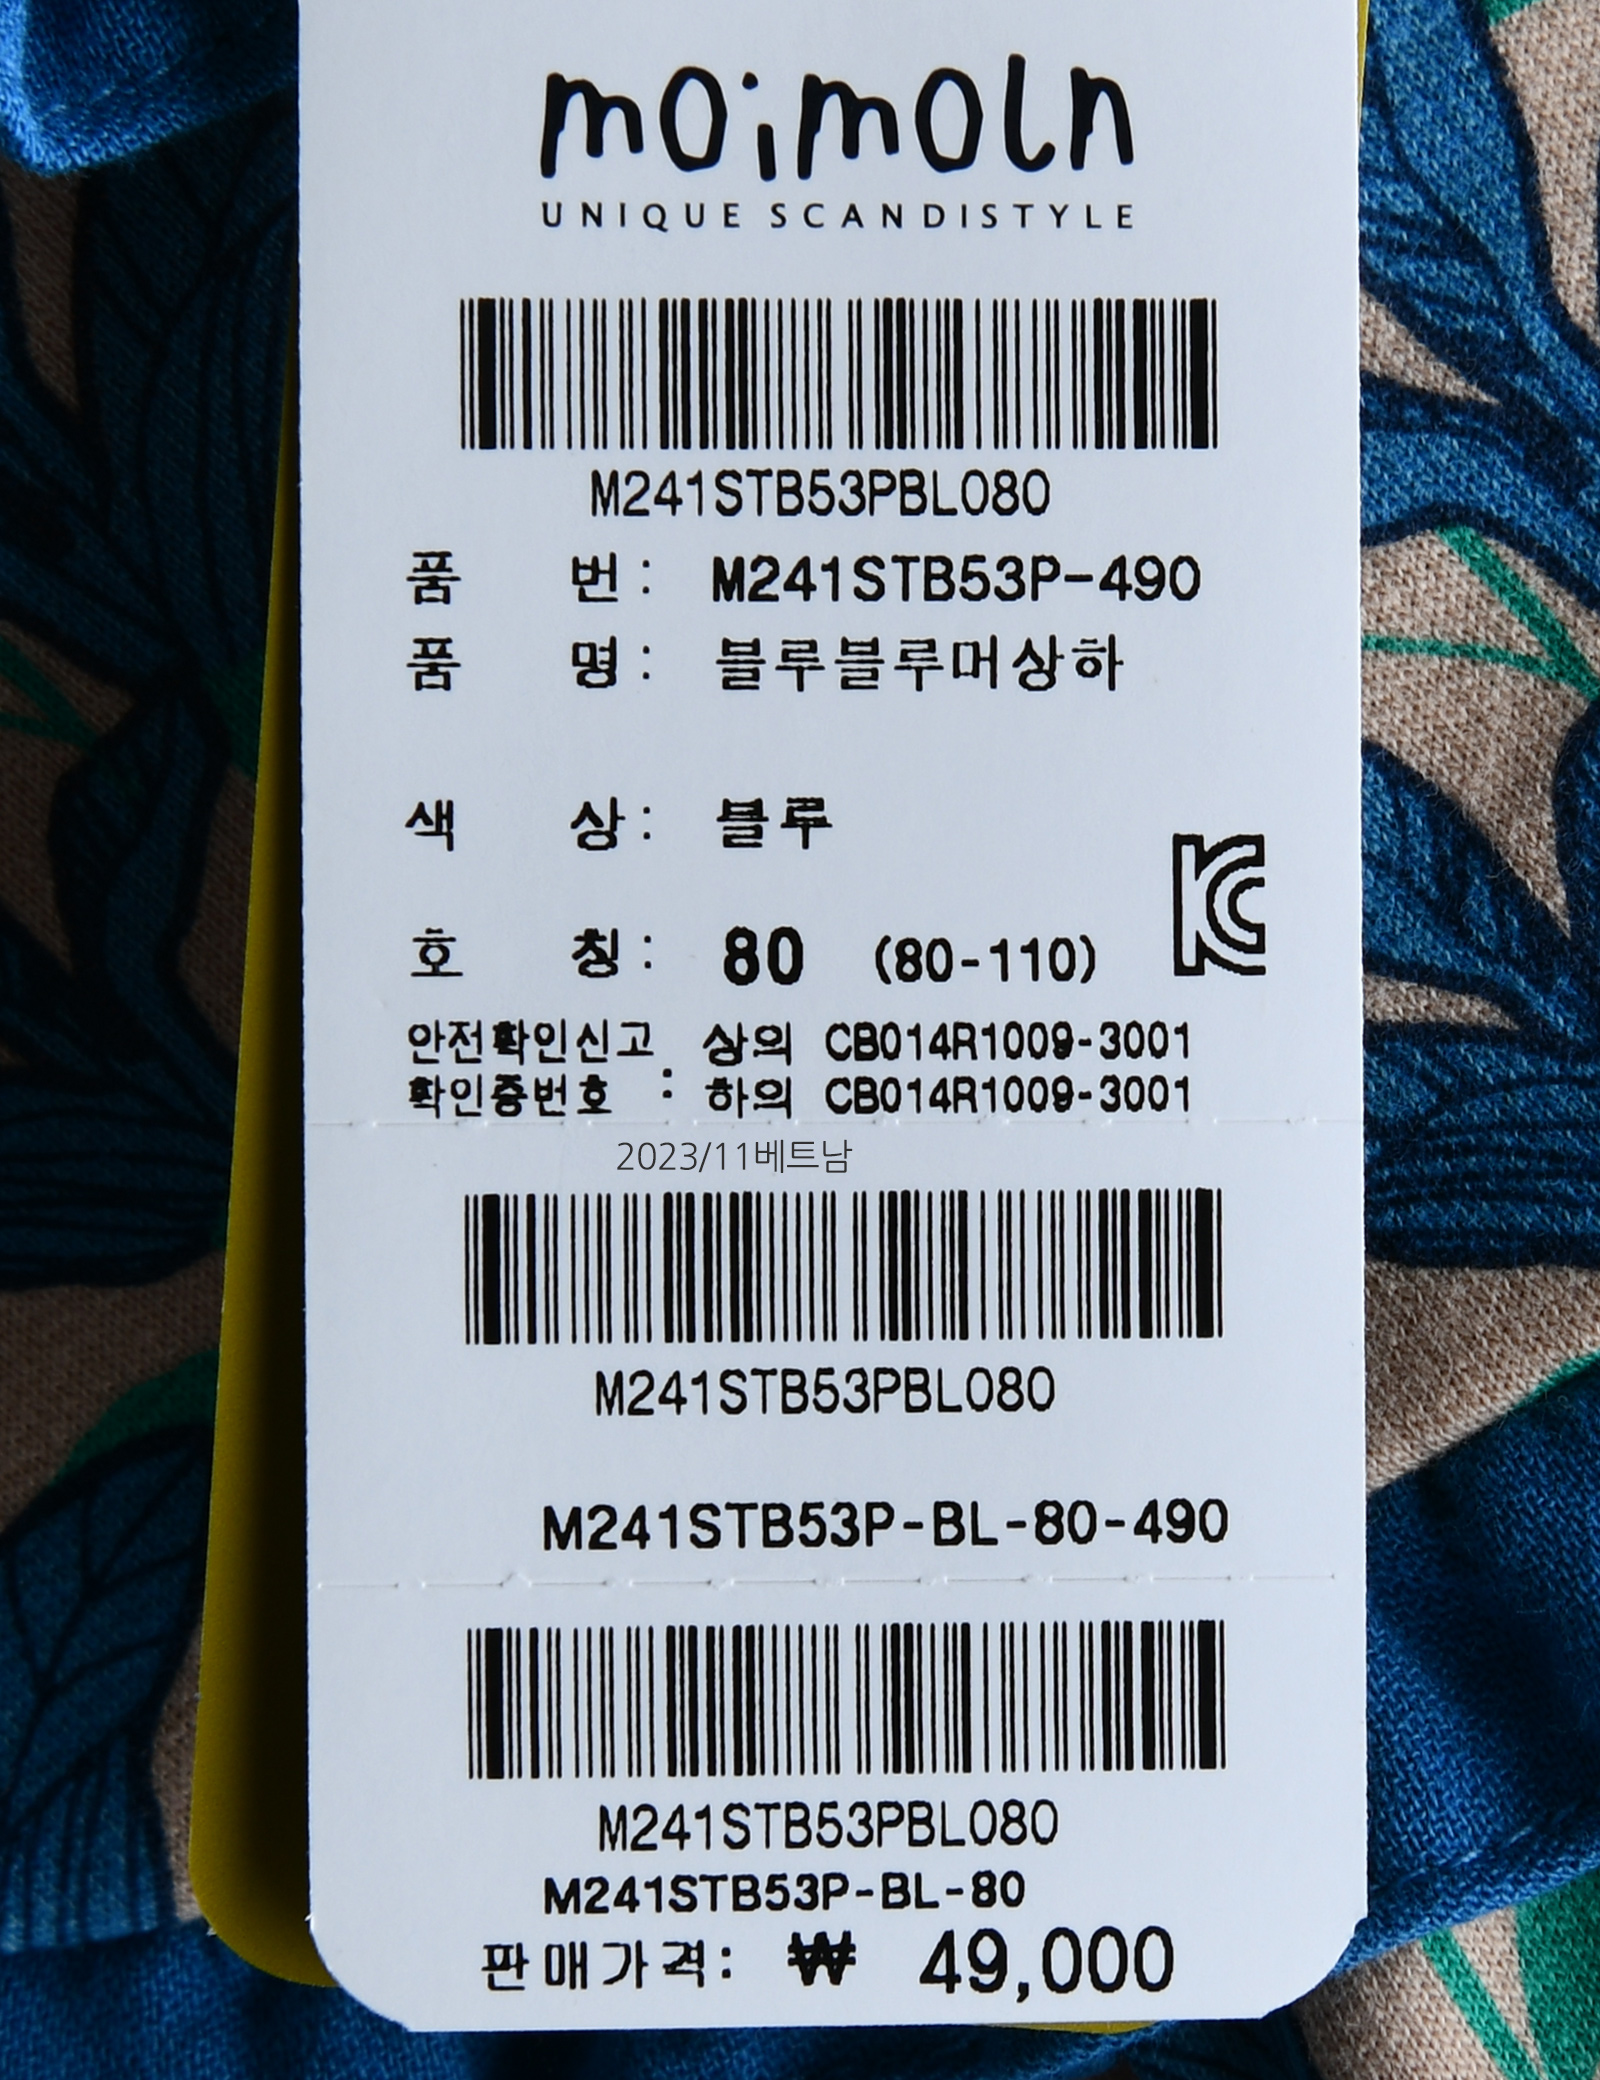 moimoln
UNIQUE SCANDISTYLE
M241STB53PBL080
품 번 : M241STB53P-490
품 명 : 블루블루머상하
색 상 : 블루
호 칭 : 80 (80-110)
KC
안전확인신고 상의 CB014R1009-3001
확인증번호 : 하의 CB014R1009-3001
2023/11베트남
M241STB53PBL080
M241STB53P-BL-80-490
M241STB53PBL080
M241STB53P-BL-80
판매가격: ₩ 49,000